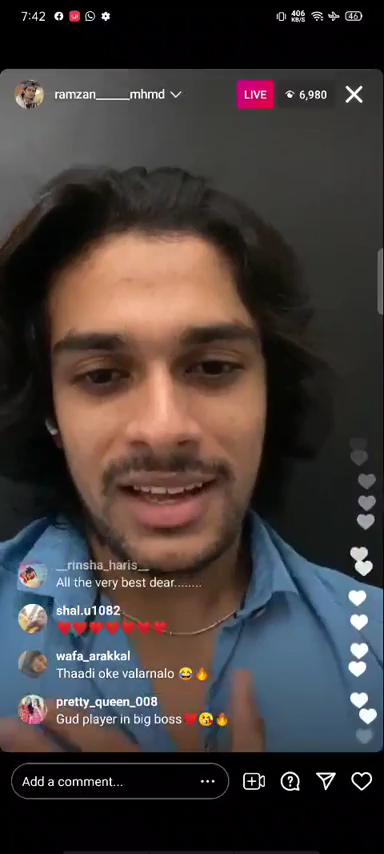 7:42
406
KB/S
46
ramzan_____mhmd
LIVE
6,980
__rinsha_haris__
All the very best dear........
shal.u1082
❤️❤️❤️❤️❤️❤️❤️
wafa_arakkal
Thaadi oke valarnalo 😂🔥
pretty_queen_008
Gud player in big boss❤️😘🔥
Add a comment...